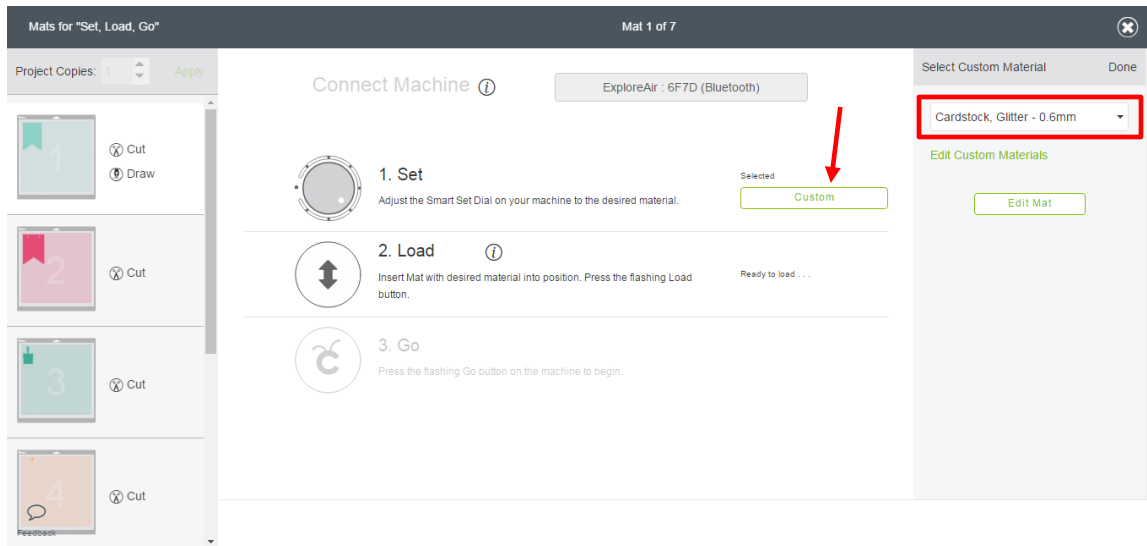 Mats for "Set, Load, Go"
Mat 1 of 7
Project Copies: 1 Apply
1
Cut
Draw
2
Cut
3
Cut
4
Cut
Feedback
Connect Machine
ExploreAir : 6F7D (Bluetooth)
1. Set
Adjust the Smart Set Dial on your machine to the desired material.
Selected
Custom
2. Load
Insert Mat with desired material into position. Press the flashing Load
button.
Ready to load . . .
3. Go
Press the flashing Go button on the machine to begin.
Select Custom Material Done
Cardstock, Glitter - 0.6mm
Edit Custom Materials
Edit Mat